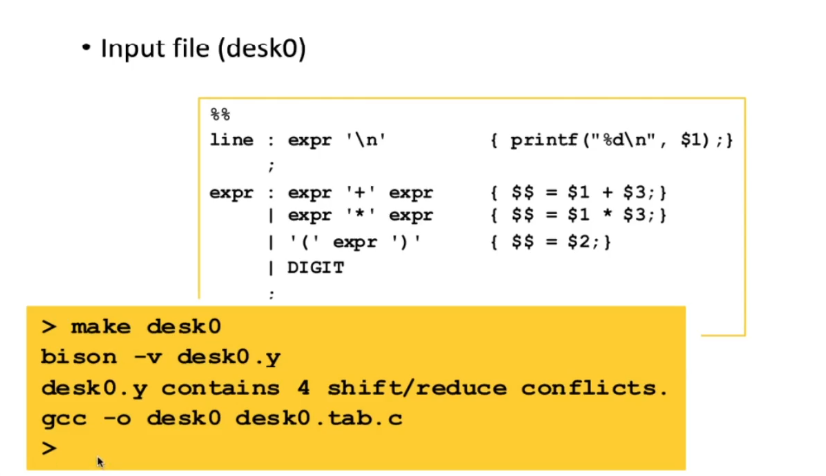 • Input file (desk0)
%%
line : expr '\n' { printf("%d\n", $1);}
;
expr : expr '+' expr { $$ = $1 + $3;}
| expr '*' expr { $$ = $1 * $3;}
| '(' expr ')' { $$ = $2;}
| DIGIT
;
> make desk0
bison -v desk0.y
desk0.y contains 4 shift/reduce conflicts.
gcc -o desk0 desk0.tab.c
>